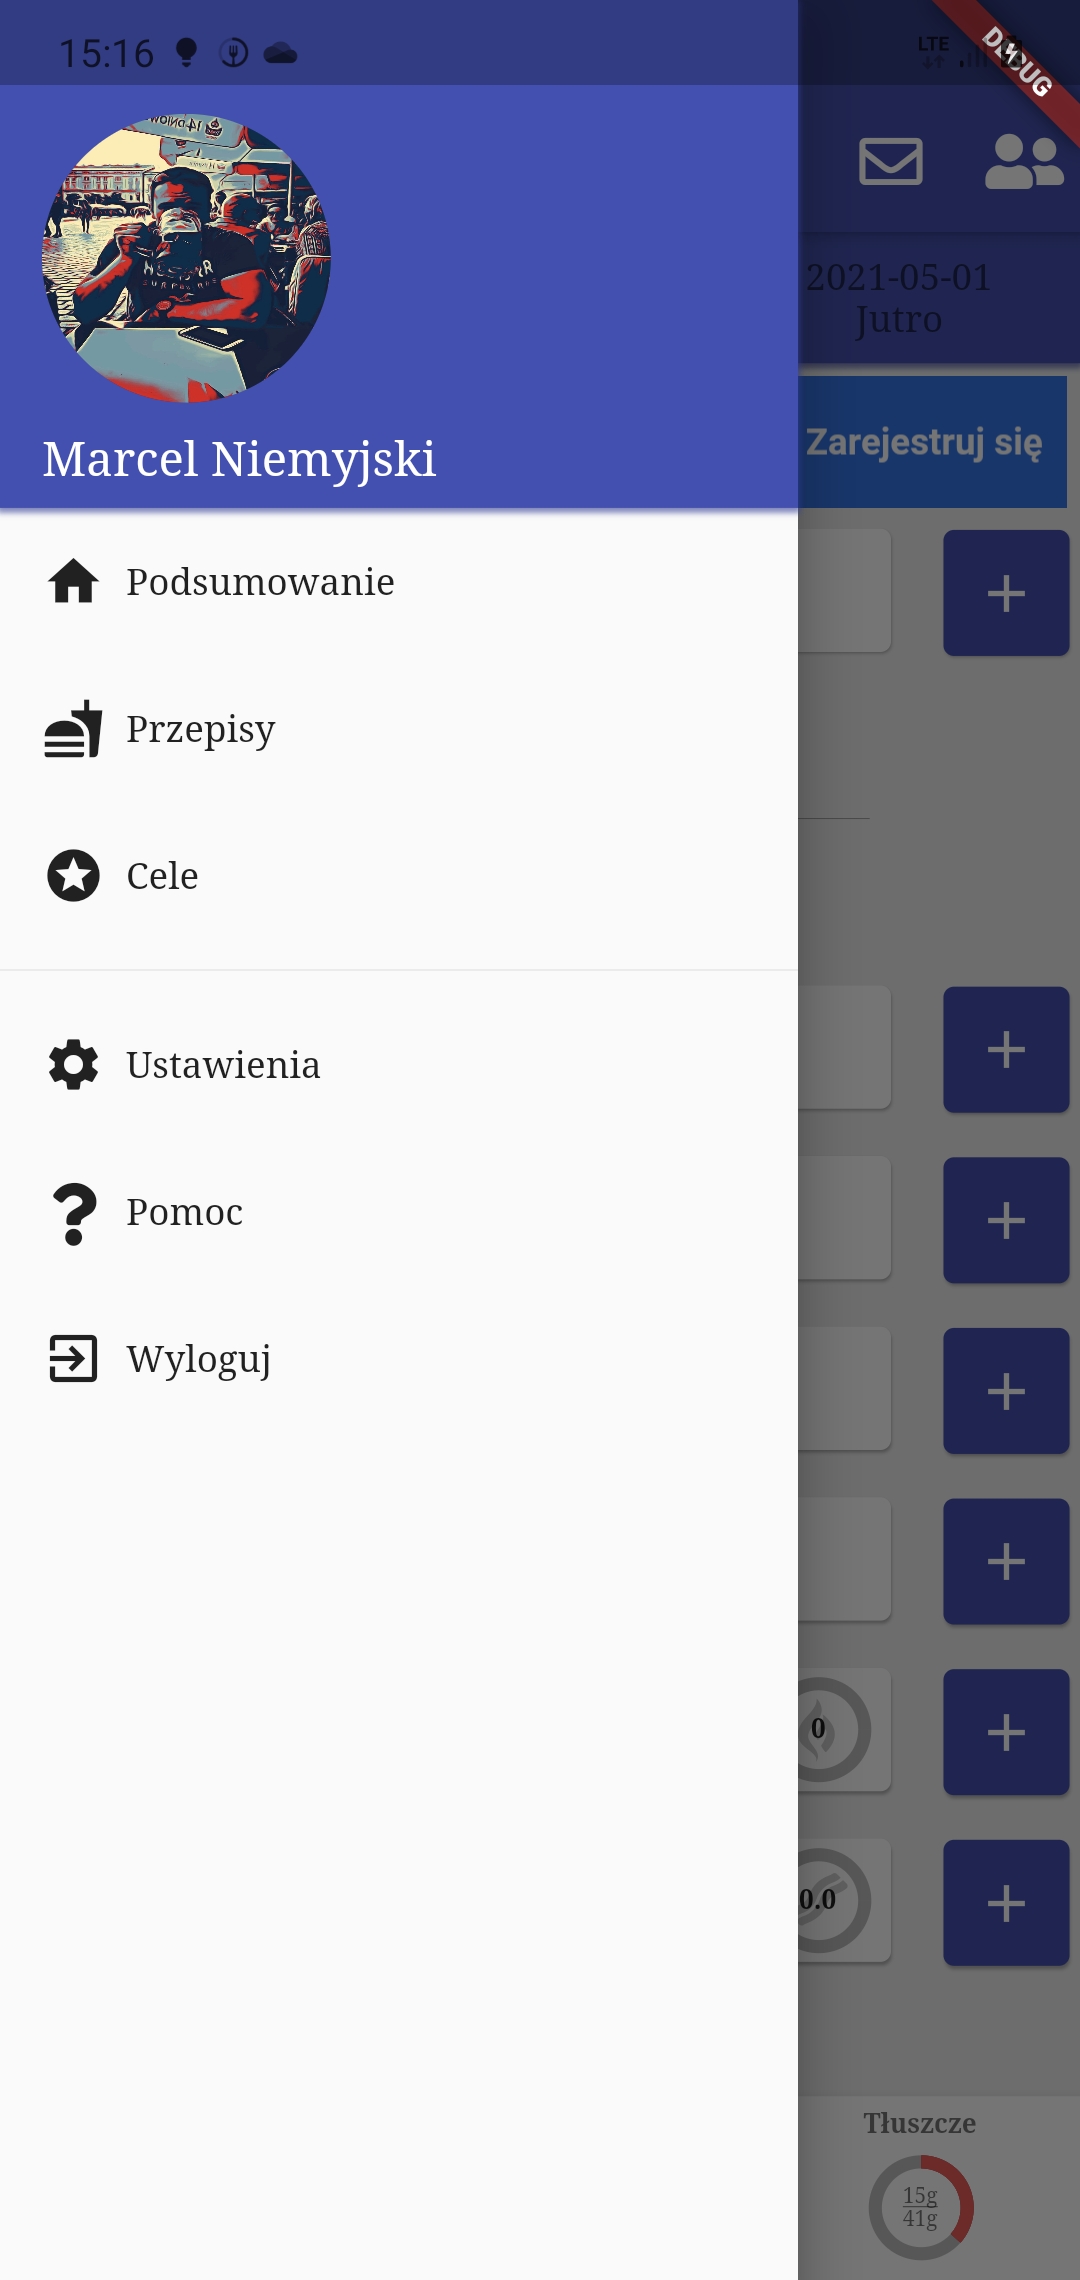 15:16
LTE
DEBUG
2021-05-01
Jutro
Zarejestruj się
Marcel Niemyjski
Podsumowanie
Przepisy
Cele
Ustawienia
Pomoc
Wyloguj
0
0.0
Tłuszcze
15g
41g